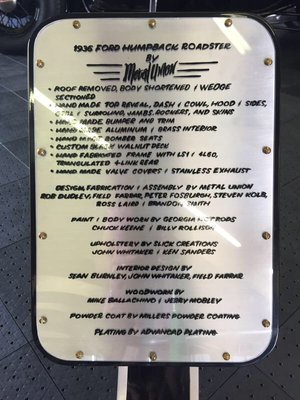 1936 FORD HUMPBACK ROADSTER
BY
Metal Union
• ROOF REMOVED, BODY SHORTENED / WEDGE
SECTIONED
• HAND MADE TOP REVEAL, DASH / COWL, HOOD / SIDES,
GRILL / SURROUND, JAMBS, ROCKERS, AND SKINS
• HAND MADE BUMPER AND TRIM
• HAND MADE ALUMINUM / BRASS INTERIOR
• HAND MADE BOMBER SEATS
• CUSTOM BLACK WALNUT DECK
• HAND FABRICATED FRAME WITH LS1 / 4L60,
TRIANGULATED 4-LINK REAR
• HAND MADE VALVE COVERS / STAINLESS EXHAUST
DESIGN, FABRICATION / ASSEMBLY BY METAL UNION
ROB DUDLEY, FIELD FARRAR, PETER FOSBURGH, STEVEN KOLB,
ROSS LAIRD / BRANDON, SMITH
PAINT / BODY WORK BY GEORGIA HOTRODS
CHUCK KEENE / BILLY ROLLISON
UPHOLSTERY BY SLICK CREATIONS
JOHN WHITAKER / KEN SANDERS
INTERIOR DESIGN BY
SEAN BURNLEY, JOHN WHITAKER, FIELD FARRAR
WOODWORK BY
MIKE / JERRY MOBLEY
POWDER COAT BY MILLERS POWDER COATING
PLATING BY ADVANCED PLATING